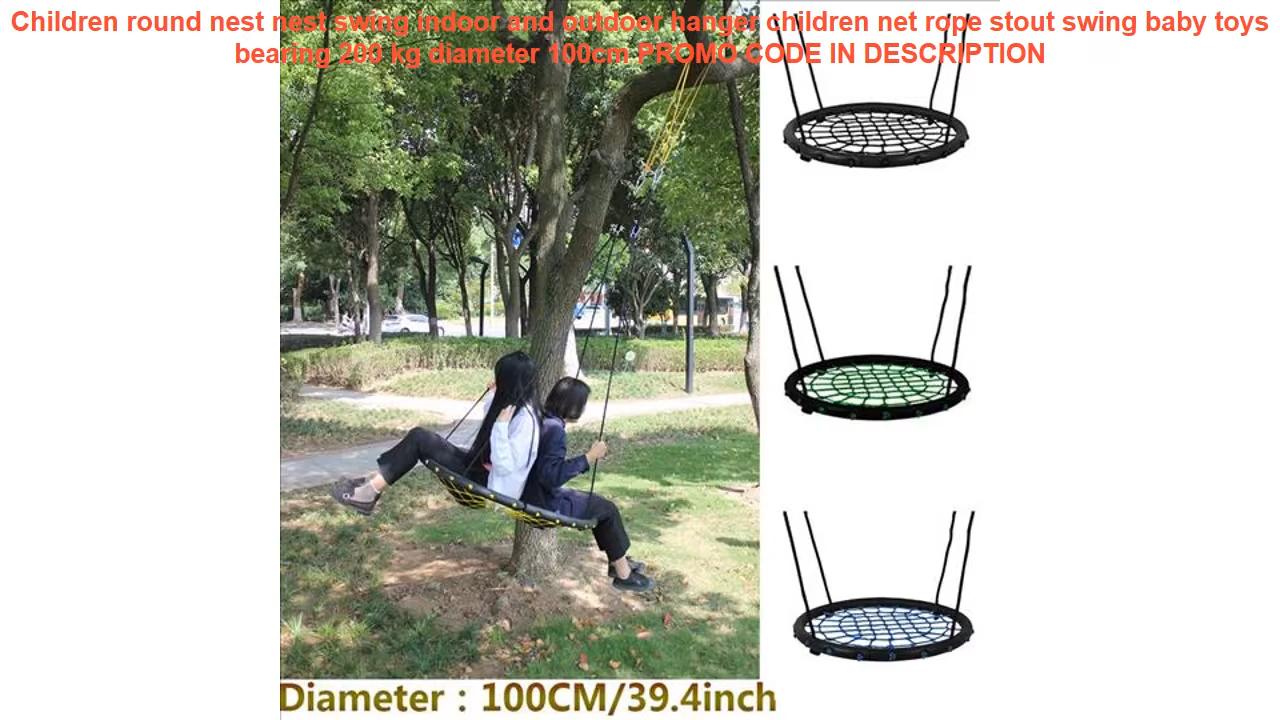 Children round nest nest swing indoor and outdoor hanger children net rope stout swing baby toys
bearing 200 kg diameter 100cm PROMO CODE IN DESCRIPTION
Diameter : 100CM/39.4inch